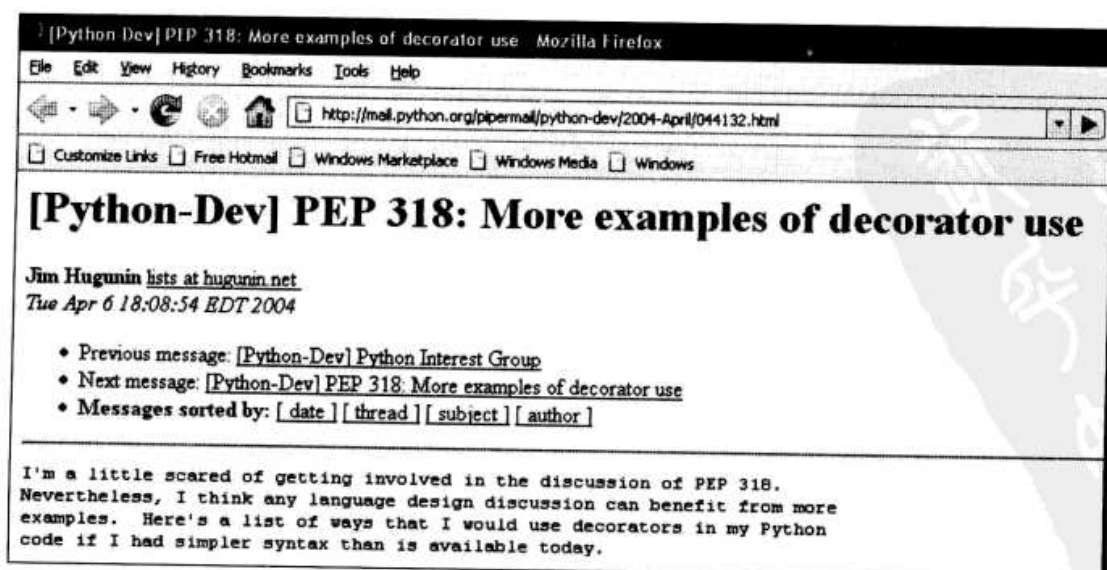 [Python-Dev] PEP 318: More examples of decorator use Mozilla Firefox
File Edit View History Bookmarks Tools Help
http://mail.python.org/pipermail/python-dev/2004-April/044132.html
Customize Links Free Hotmail Windows Marketplace Windows Media Windows
[Python-Dev] PEP 318: More examples of decorator use
Jim Hugunin lists at hugunin.net
Tue Apr 6 18:08:54 EDT 2004
• Previous message: [Python-Dev] Python Interest Group
• Next message: [Python-Dev] PEP 318: More examples of decorator use
• Messages sorted by: [ date ] [ thread ] [ subject ] [ author ]
I'm a little scared of getting involved in the discussion of PEP 318.
Nevertheless, I think any language design discussion can benefit from more
examples. Here's a list of ways that I would use decorators in my Python
code if I had simpler syntax than is available today.